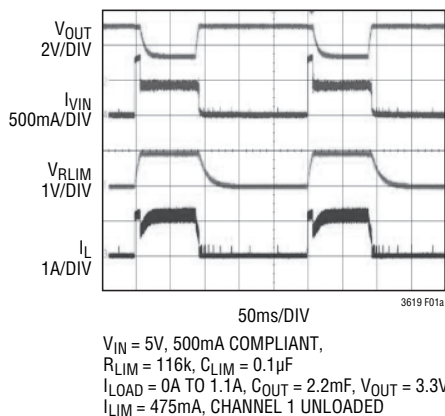 VOUT
2V/DIV
IVIN
500mA/DIV
VRLIM
1V/DIV
IL
1A/DIV
50ms/DIV
3619 F01a
VIN = 5V, 500mA COMPLIANT,
RLIM = 116k, CLIM = 0.1µF
ILOAD = 0A TO 1.1A, COUT = 2.2mF, VOUT = 3.3V
ILIM = 475mA, CHANNEL 1 UNLOADED